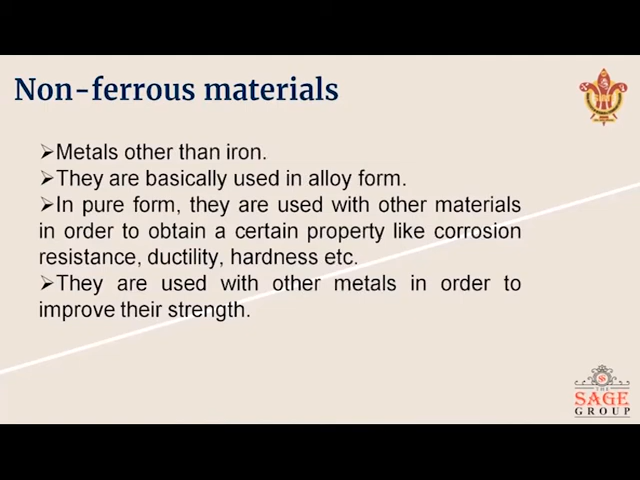 Non-ferrous materials
➢Metals other than iron.
➢They are basically used in alloy form.
➢In pure form, they are used with other materials
in order to obtain a certain property like corrosion
resistance, ductility, hardness etc.
➢They are used with other metals in order to
improve their strength.
THE
SAGE
GROUP